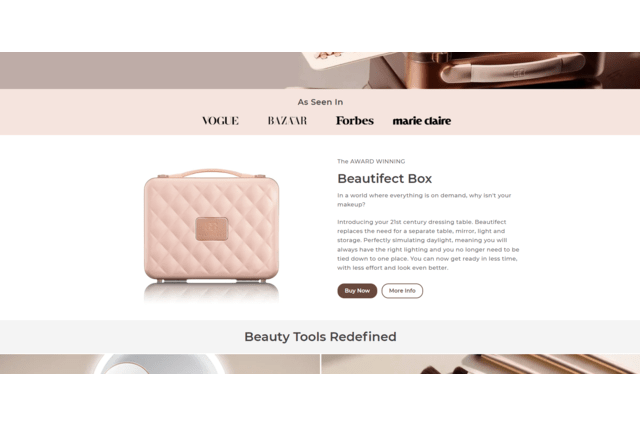 As Seen In
VOGUE BAZAAR Forbes marie claire
The AWARD WINNING
Beautifect Box
In a world where everything is on demand, why isn't your
makeup?
Introducing your 21st century dressing table. Beautifect
replaces the need for a separate table, mirror, light and
storage. Perfectly simulating daylight, meaning you will
always have the right lighting and you no longer need to be
tied down to one place. You can now get ready in less time,
with less effort and look even better.
Buy Now More Info
Beauty Tools Redefined